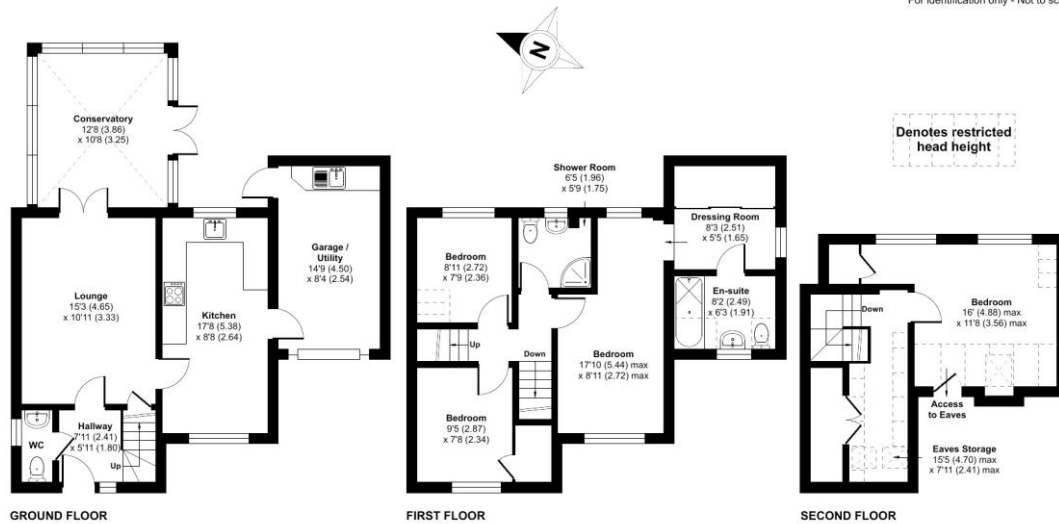 For identification only - Not to sc
N
Denotes restricted
head height
Conservatory
12'8 (3.86)
x 10'8 (3.25)
Lounge
15'3 (4.65)
x 10'11 (3.33)
Kitchen
17'8 (5.38)
x 8'8 (2.64)
Garage /
Utility
14'9 (4.50)
x 8'4 (2.54)
WC
Hallway
7'11 (2.41)
x 5'11 (1.80)
Up
GROUND FLOOR
Shower Room
6'5 (1.96)
x 5'9 (1.75)
Bedroom
8'11 (2.72)
x 7'9 (2.36)
Dressing Room
8'3 (2.51)
x 5'5 (1.65)
En-suite
8'2 (2.49)
x 6'3 (1.91)
Up
Down
Bedroom
17'10 (5.44) max
x 8'11 (2.72) max
Bedroom
9'5 (2.87)
x 7'8 (2.34)
FIRST FLOOR
Down
Bedroom
16' (4.88) max
x 11'8 (3.56) max
Access
to Eaves
Eaves Storage
15'5 (4.70) max
x 7'11 (2.41) max
SECOND FLOOR